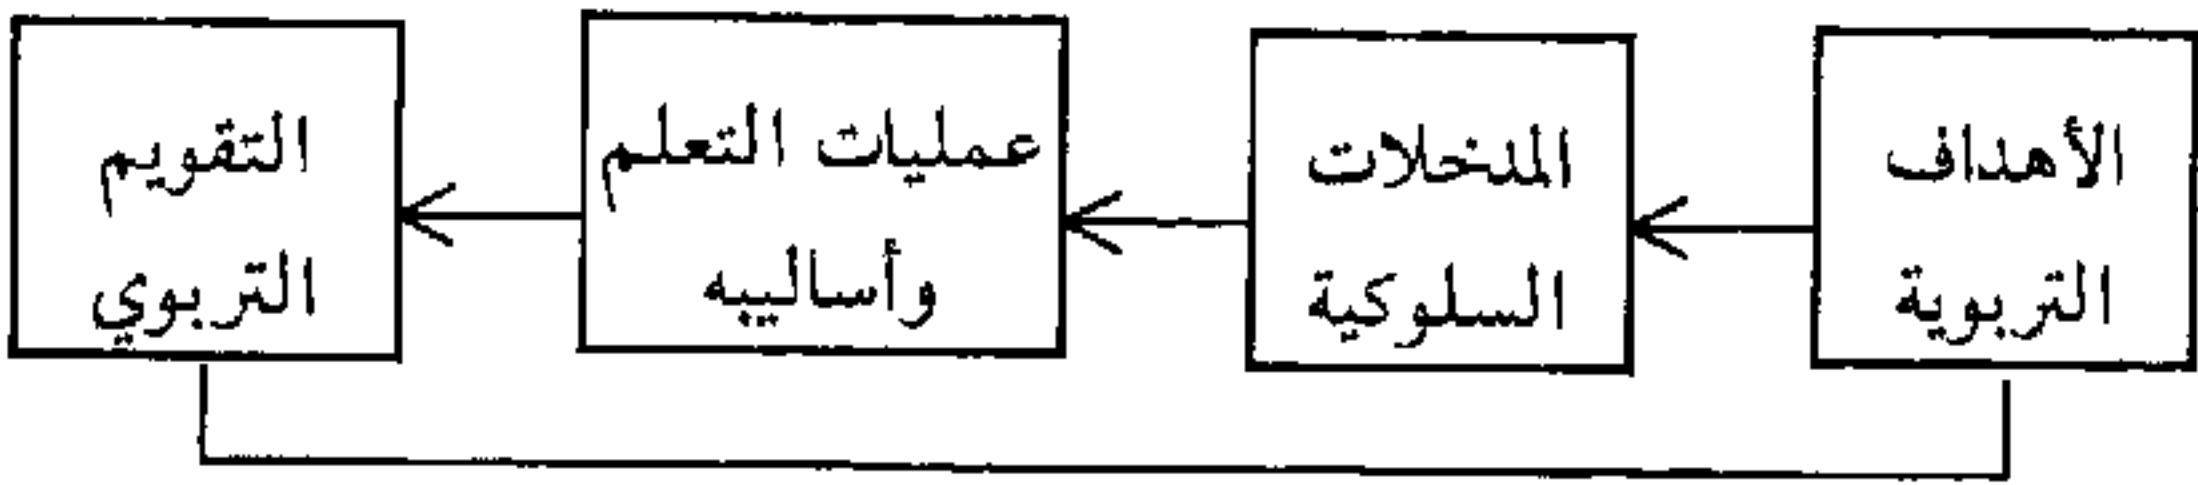 الأهداف
التربوية
المدخلات
السلوكية
عمليات التعلم
وأساليبه
التقويم
التربوي